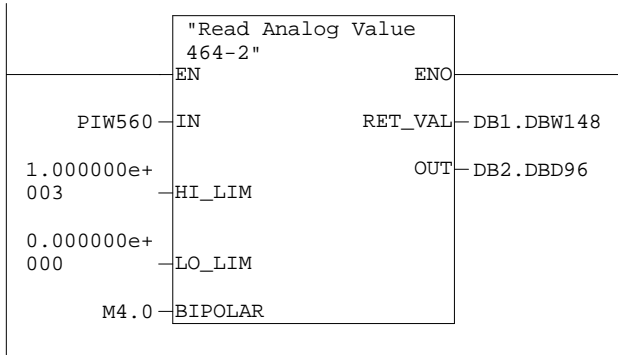 "Read Analog Value
464-2"
EN ENO
PIW560 IN RET_VAL DB1.DBW148
1.000000e+ OUT DB2.DBD96
003 HI_LIM
0.000000e+
000 LO_LIM
M4.0 BIPOLAR